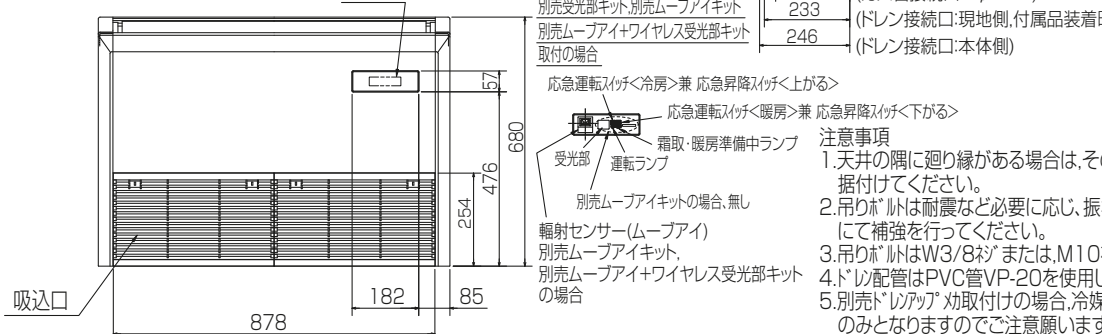 別売受光部キット,別売ムーブアイキット
別売ムーブアイ+ワイヤレス受光部キット
取付の場合
233
(ドレン接続口:現地側,付属品装着
246
(ドレン接続口:本体側)
応急運転スイッチ<冷房>兼 応急昇降スイッチ<上がる>
応急運転スイッチ<暖房>兼 応急昇降スイッチ<下がる>
霜取・暖房準備中ランプ
受光部
運転ランプ
別売ムーブアイキットの場合、無し
輻射センサー(ムーブアイ)
別売ムーブアイキット,
別売ムーブアイ+ワイヤレス受光部キット
の場合
注意事項
1.天井の隅に廻り縁がある場合は,その
据付けてください。
2.吊りボルトは耐震など必要に応じ、振
にて補強を行ってください。
3.吊りボルトはW3/8ネジまたは,M10
4.ドレン配管はPVC管VP-20を使用し
5.別売ドレンアップメカ取付けの場合,冷媒
のみとなりますのでご注意願います
57
680
476
254
182
85
878
吸込口